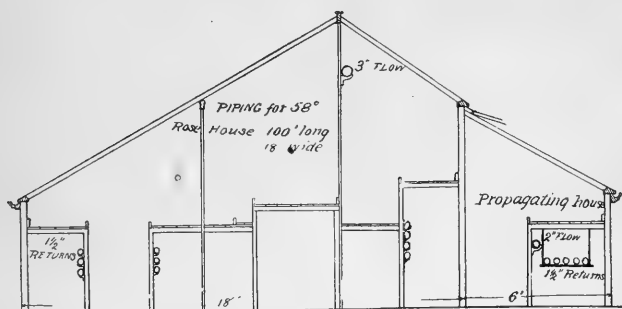 3" FLOW
PIPING for 58°
Rose House 100' long
18 wide
Propagating house
1½"
RETURNS
2" FLOW
1½" Returns
18'
6'